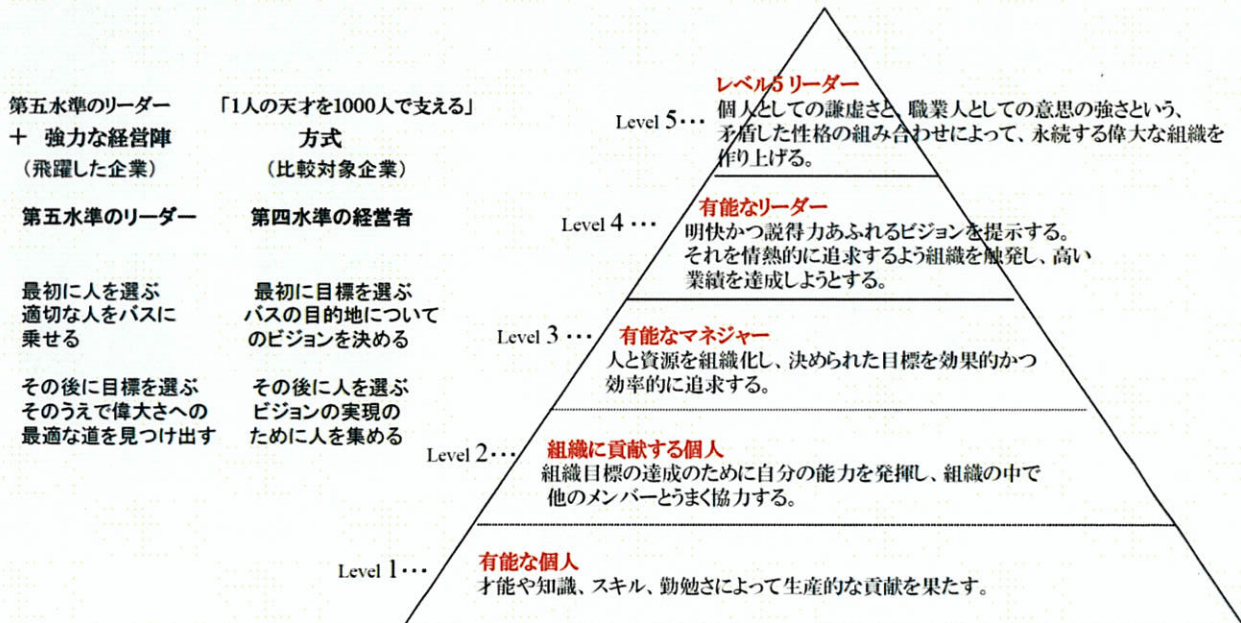 第五水準のリーダー
+ 強力な経営陣
(飛躍した企業)
「1人の天才を1000人で支える」
方式
(比較対象企業)
第五水準のリーダー
第四水準の経営者
最初に人を選ぶ
適切な人をバスに
乗せる
最初に目標を選ぶ
バスの目的地について
のビジョンを決める
その後に目標を選ぶ
そのうえで偉大さへの
最適な道を見つけ出す
その後に人を選ぶ
ビジョンの実現の
ために人を集める
Level 5…
レベル5 リーダー
個人としての謙虚さと、職業人としての意思の強さという、
矛盾した性格の組み合わせによって、永続する偉大な組織を
作り上げる。
Level 4…
有能なリーダー
明快かつ説得力あふれるビジョンを提示する。
それを情熱的に追求するよう組織を触発し、高い
業績を達成しようとする。
Level 3…
有能なマネジャー
人と資源を組織化し、決められた目標を効果的かつ
効率的に追求する。
Level 2…
組織に貢献する個人
組織目標の達成のために自分の能力を発揮し、組織の中で
他のメンバーとうまく協力する。
Level 1…
有能な個人
才能や知識、スキル、勤勉さによって生産的な貢献を果たす。